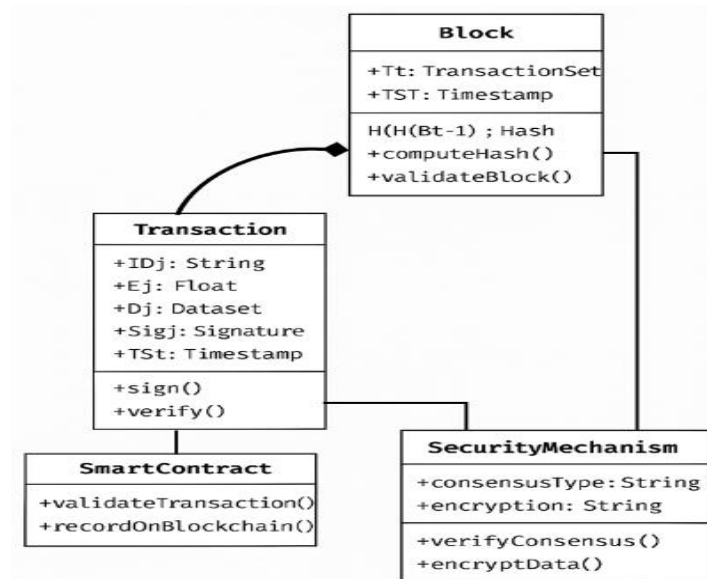 Block
+Tt: TransactionSet
+TST: Timestamp
H(H(Bt-1) ; Hash
+computeHash()
+validateBlock()
Transaction
+IDj: String
+Ej: Float
+Dj: Dataset
+Sigj: Signature
+TSt: Timestamp
+sign()
+verify()
SmartContract
+validateTransaction()
+recordOnBlockchain()
SecurityMechanism
+consensusType: String
+encryption: String
+verifyConsensus()
+encryptData()